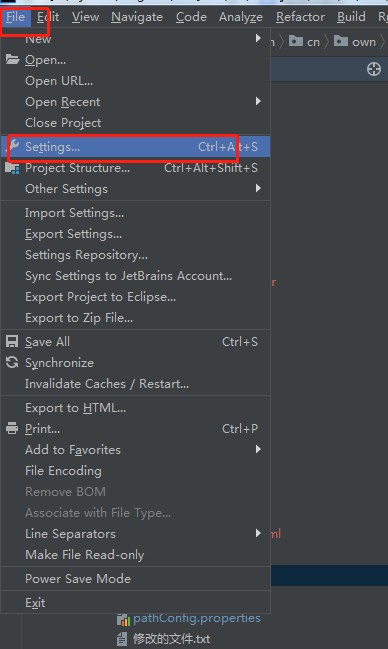 File Edit View Navigate Code Analyze Refactor Build
New
cn own
Open...
Open URL...
Open Recent
Close Project
Settings... Ctrl+Alt+S
Project Structure... Ctrl+Alt+Shift+S
Other Settings
Import Settings...
Export Settings...
Settings Repository...
Sync Settings to JetBrains Account...
Export Project to Eclipse...
Export to Zip File...
Save All Ctrl+S
Synchronize
Invalidate Caches / Restart...
Export to HTML...
Print... Ctrl+P
Add to Favorites
File Encoding
Remove BOM
Associate with File Type...
Line Separators
ml
Make File Read-only
Power Save Mode
Exit
pathConfig.properties
修改的文件.txt